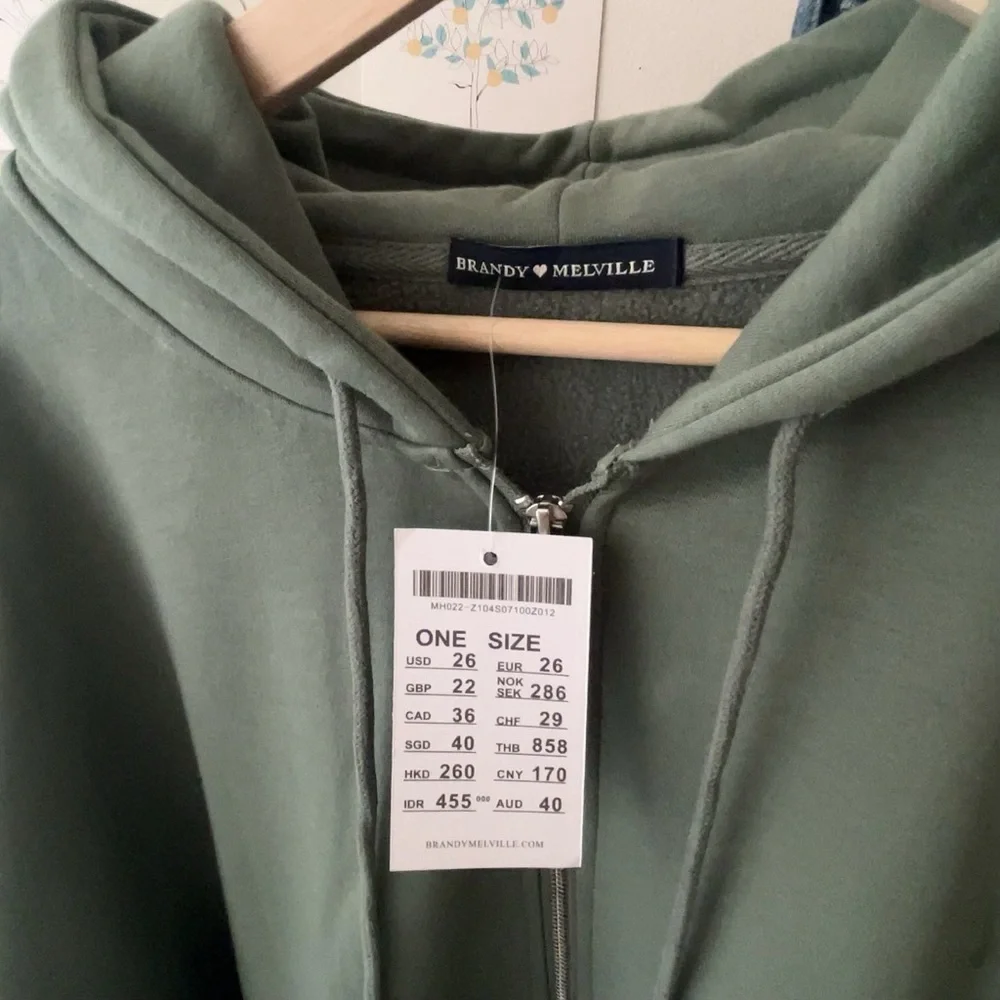 BRANDY MELVILLE
MH022-Z104S07100Z012
ONE SIZE
USD 26 EUR 26
GBP 22 NOK SEK 286
CAD 36 CHF 29
SGD 40 THB 858
HKD 260 CNY 170
IDR 455 000 AUD 40
BRANDYMELVILLE.COM